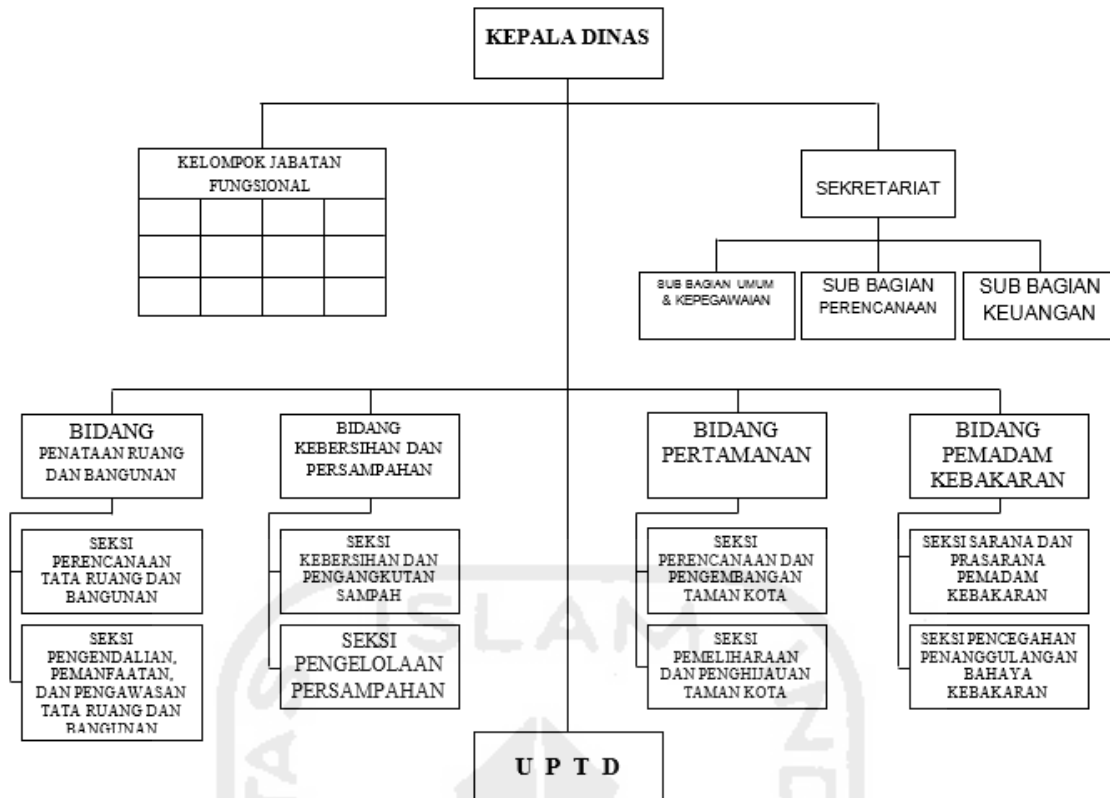 KEPALA DINAS
KELOMPOK JABATAN
FUNGSIONAL
SEKRETARIAT
SUB BAGIAN UMUM
& KEPEGAWAIAN
SUB BAGIAN
PERENCANAAN
SUB BAGIAN
KEUANGAN
BIDANG
PENATAAN RUANG
DAN BANGUNAN
BIDANG
KEBERSIHAN DAN
PERSAMPAHAN
BIDANG
PERTAMANAN
BIDANG
PEMADAM
KEBAKARAN
SEKSI
PERENCANAAN
TATA RUANG DAN
BANGUNAN
SEKSI
KEBERSIHAN DAN
PENGANGKUTAN
SAMPAH
SEKSI
PERENCANAAN DAN
PENGEMBANGAN
TAMAN KOTA
SEKSI SARANA DAN
PRASARANA
PEMADAM
KEBAKARAN
SEKSI
PENGENDALIAN,
PEMANFAATAN,
DAN PENGAWASAN
TATA RUANG DAN
BANGUNAN
SEKSI
PENGELOLAAN
PERSAMPAHAN
SEKSI
PEMELIHARAAN
DAN PENGHIJAUAN
TAMAN KOTA
SEKSI PENCEGAHAN
PENANGGULANGAN
BAHAYA
KEBAKARAN
U P T D
ISLAM
TAS